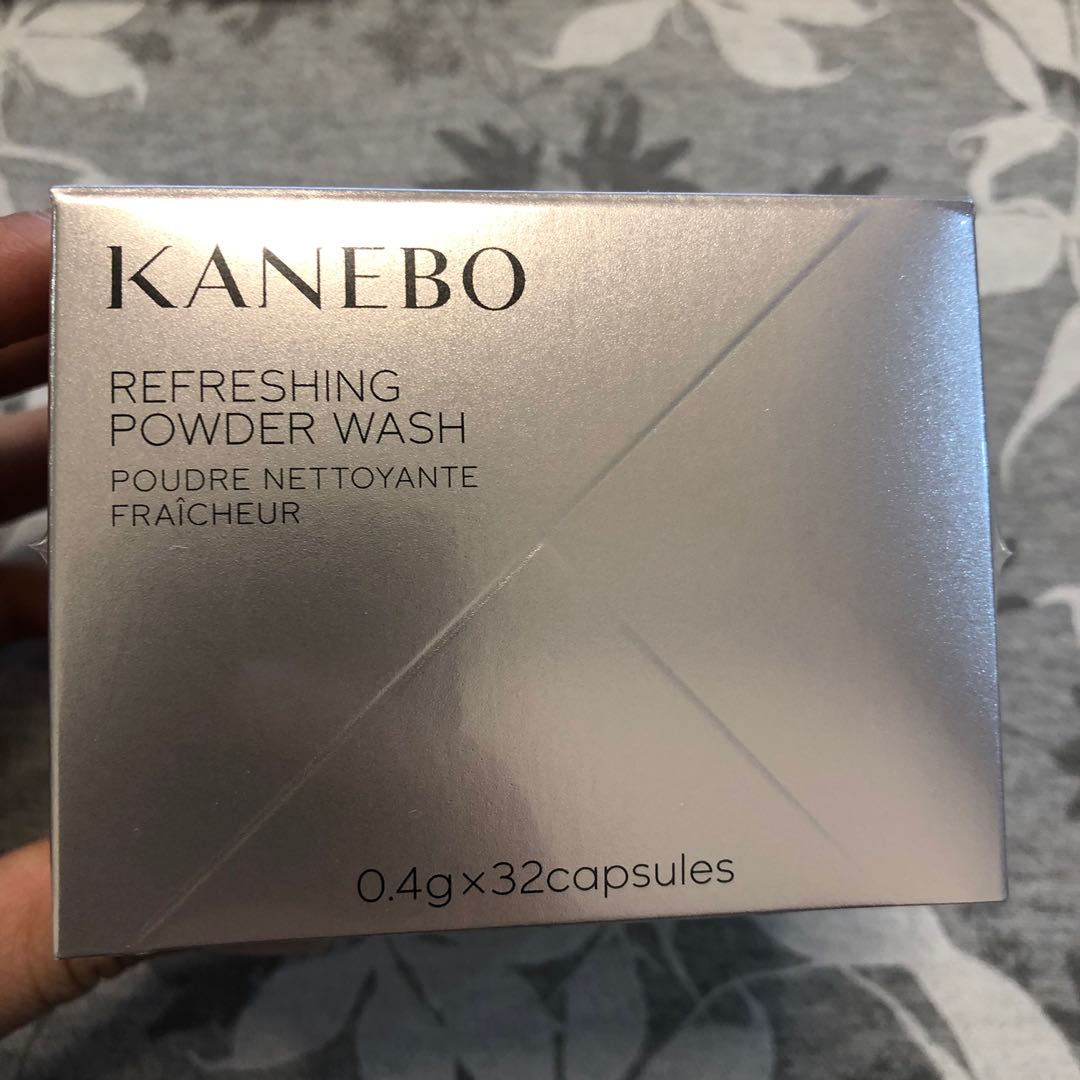 KANEBO
REFRESHING
POWDER WASH
POUDRE NETTOYANTE
FRAÎCHEUR
0.4g×32capsules